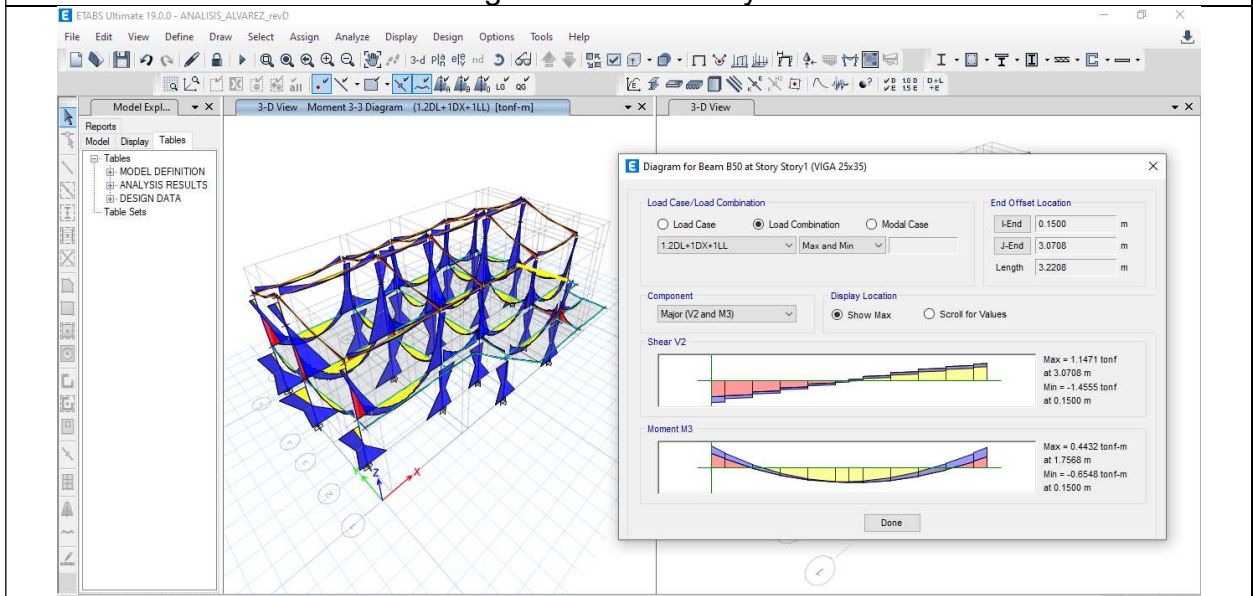 ETABS Ultimate 19.0.0 - ANALISIS_ALVAREZ_revD
File Edit View Define Draw Select Assign Analyze Display Design Options Tools Help
3-d
nd
all
Model Expl...
3-D View Moment 3-3 Diagram (1.2DL+1DX+1LL) [tonf-m]
3-D View
Reports
Model Display Tables
Tables
MODEL DEFINITION
ANALYSIS RESULTS
DESIGN DATA
Table Sets
X
Y
Z
Diagram for Beam B50 at Story Story1 (VIGA 25x35)
Load Case/Load Combination
Load Case Load Combination Modal Case
1.2DL+1DX+1LL Max and Min
End Offset Location
I-End 0.1500 m
J-End 3.0708 m
Length 3.2208 m
Component
Major (V2 and M3)
Display Location
Show Max Scroll for Values
Shear V2
Max = 1.1471 tonf
at 3.0708 m
Min = -1.4555 tonf
at 0.1500 m
Moment M3
Max = 0.4432 tonf-m
at 1.7568 m
Min = -0.6548 tonf-m
at 0.1500 m
Done